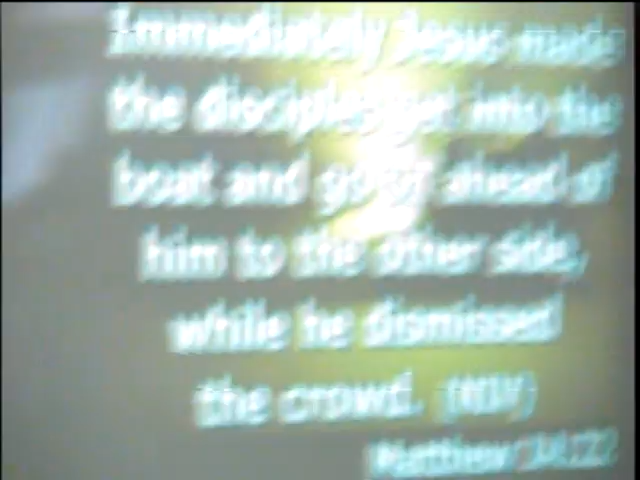 Immediately Jesus made
the disciples get into the
boat and go on ahead of
him to the other side,
while he dismissed
the crowd. (NIV)
Matthew 14:22